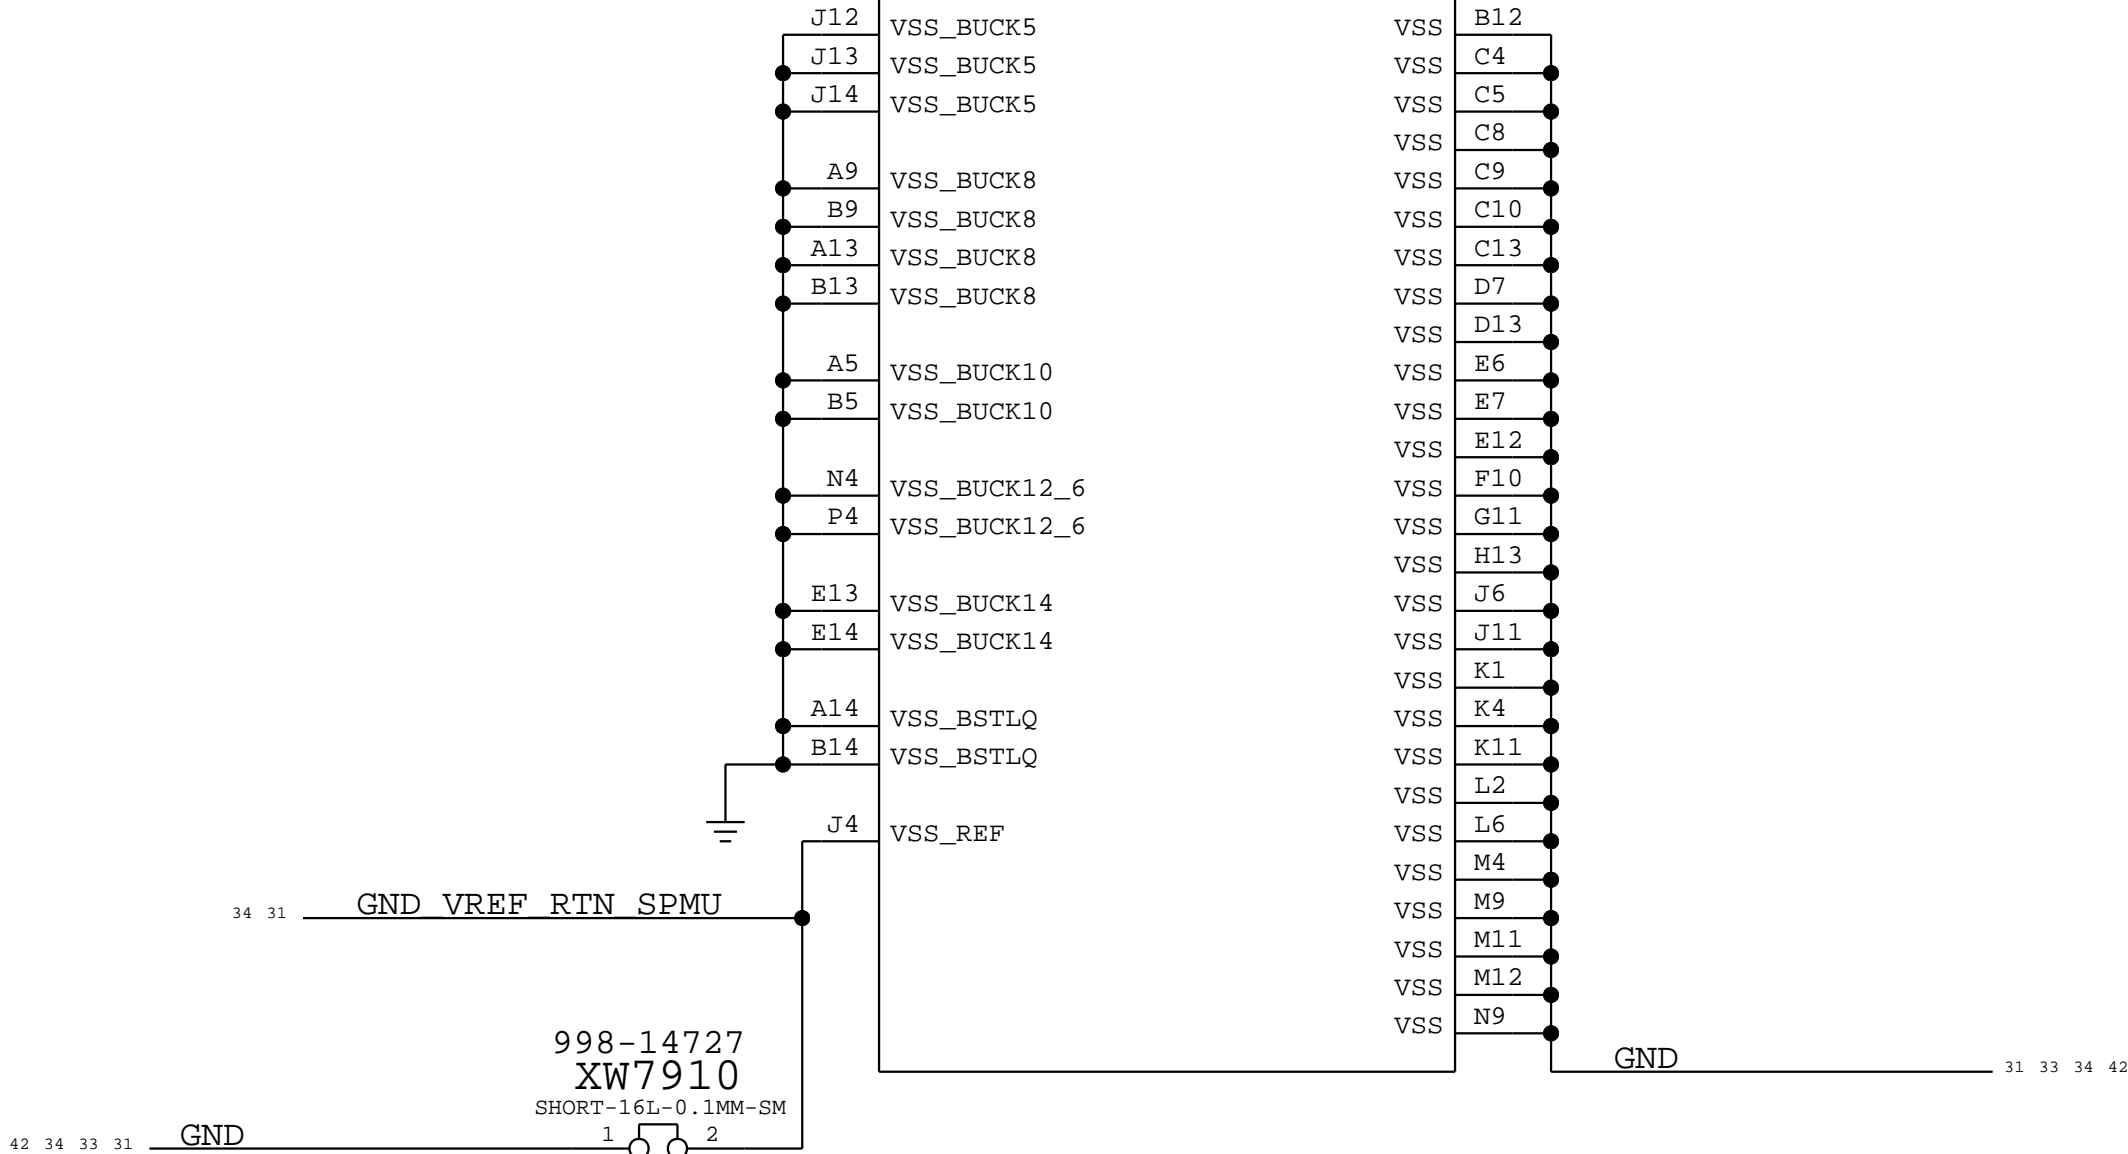 J12 VSS_BUCK5 VSS B12
J13 VSS_BUCK5 VSS C4
J14 VSS_BUCK5 VSS C5
VSS C8
A9 VSS_BUCK8 VSS C9
B9 VSS_BUCK8 VSS C10
A13 VSS_BUCK8 VSS C13
B13 VSS_BUCK8 VSS D7
VSS D13
A5 VSS_BUCK10 VSS E6
B5 VSS_BUCK10 VSS E7
VSS E12
N4 VSS_BUCK12_6 VSS F10
P4 VSS_BUCK12_6 VSS G11
VSS H13
E13 VSS_BUCK14 VSS J6
E14 VSS_BUCK14 VSS J11
VSS K1
A14 VSS_BSTLQ VSS K4
B14 VSS_BSTLQ VSS K11
VSS L2
J4 VSS_REF VSS L6
VSS M4
34 31 GND_VREF_RTN_SPMU VSS M9
VSS M11
VSS M12
VSS N9
998-14727
GND 31 33 34 42
XW7910
SHORT-16L-0.1MM-SM
42 34 33 31 GND 1 2